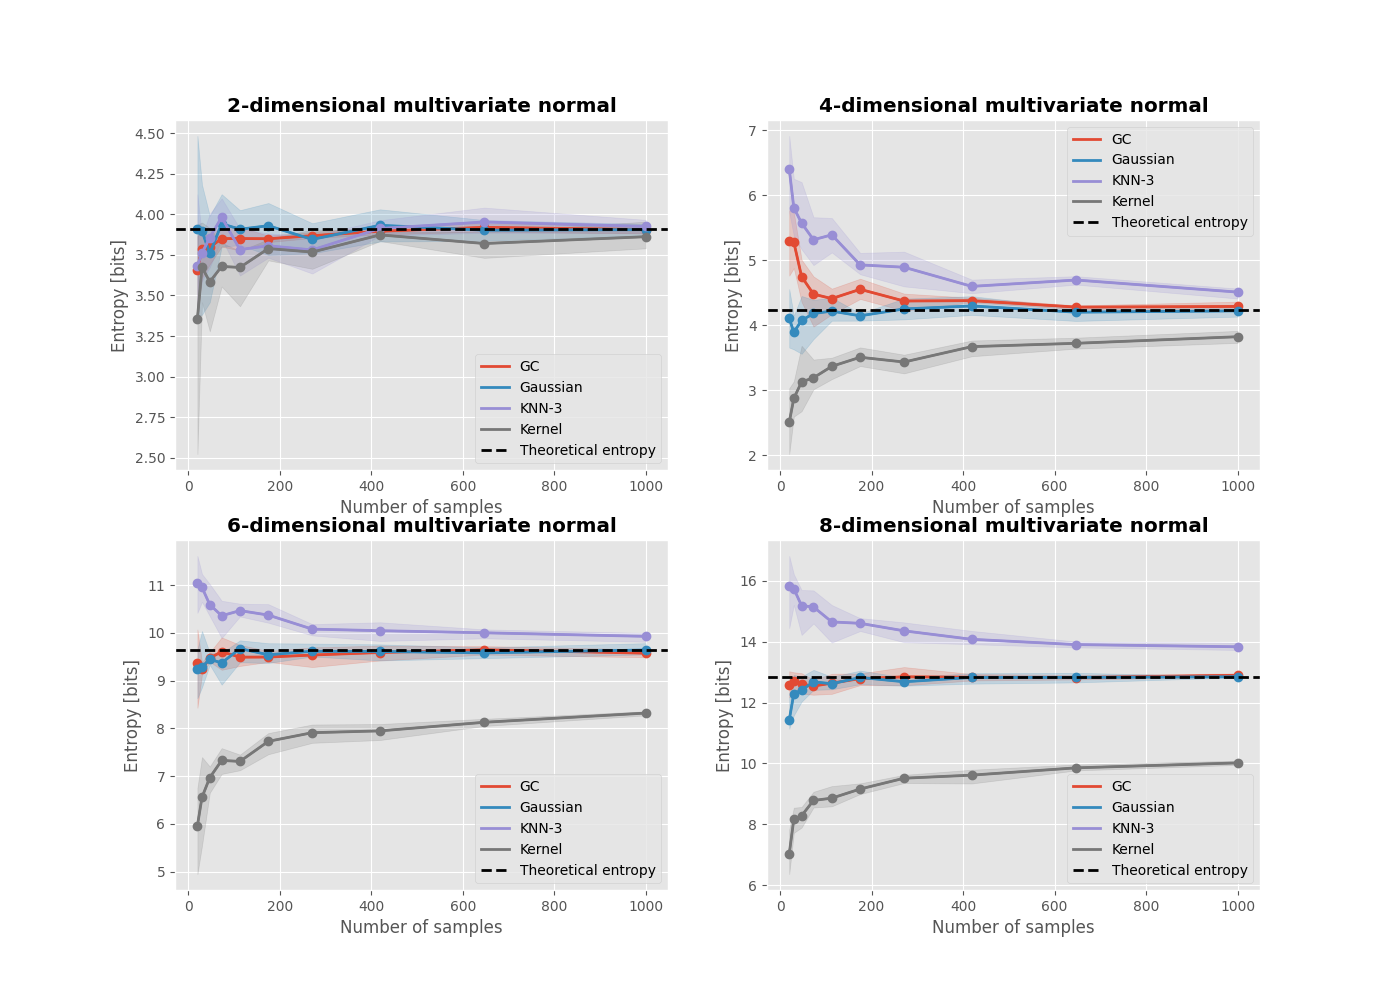 2-dimensional multivariate normal
Entropy [bits]
4.50
4.25
4.00
3.75
3.50
3.25
3.00
2.75
2.50
GC
Gaussian
KNN-3
Kernel
Theoretical entropy
0 200 400 600 800 1000
Number of samples
4-dimensional multivariate normal
Entropy [bits]
7
6
5
4
3
2
GC
Gaussian
KNN-3
Kernel
Theoretical entropy
0 200 400 600 800 1000
Number of samples
6-dimensional multivariate normal
Entropy [bits]
11
10
9
8
7
6
5
GC
Gaussian
KNN-3
Kernel
Theoretical entropy
0 200 400 600 800 1000
Number of samples
8-dimensional multivariate normal
Entropy [bits]
16
14
12
10
8
6
GC
Gaussian
KNN-3
Kernel
Theoretical entropy
0 200 400 600 800 1000
Number of samples